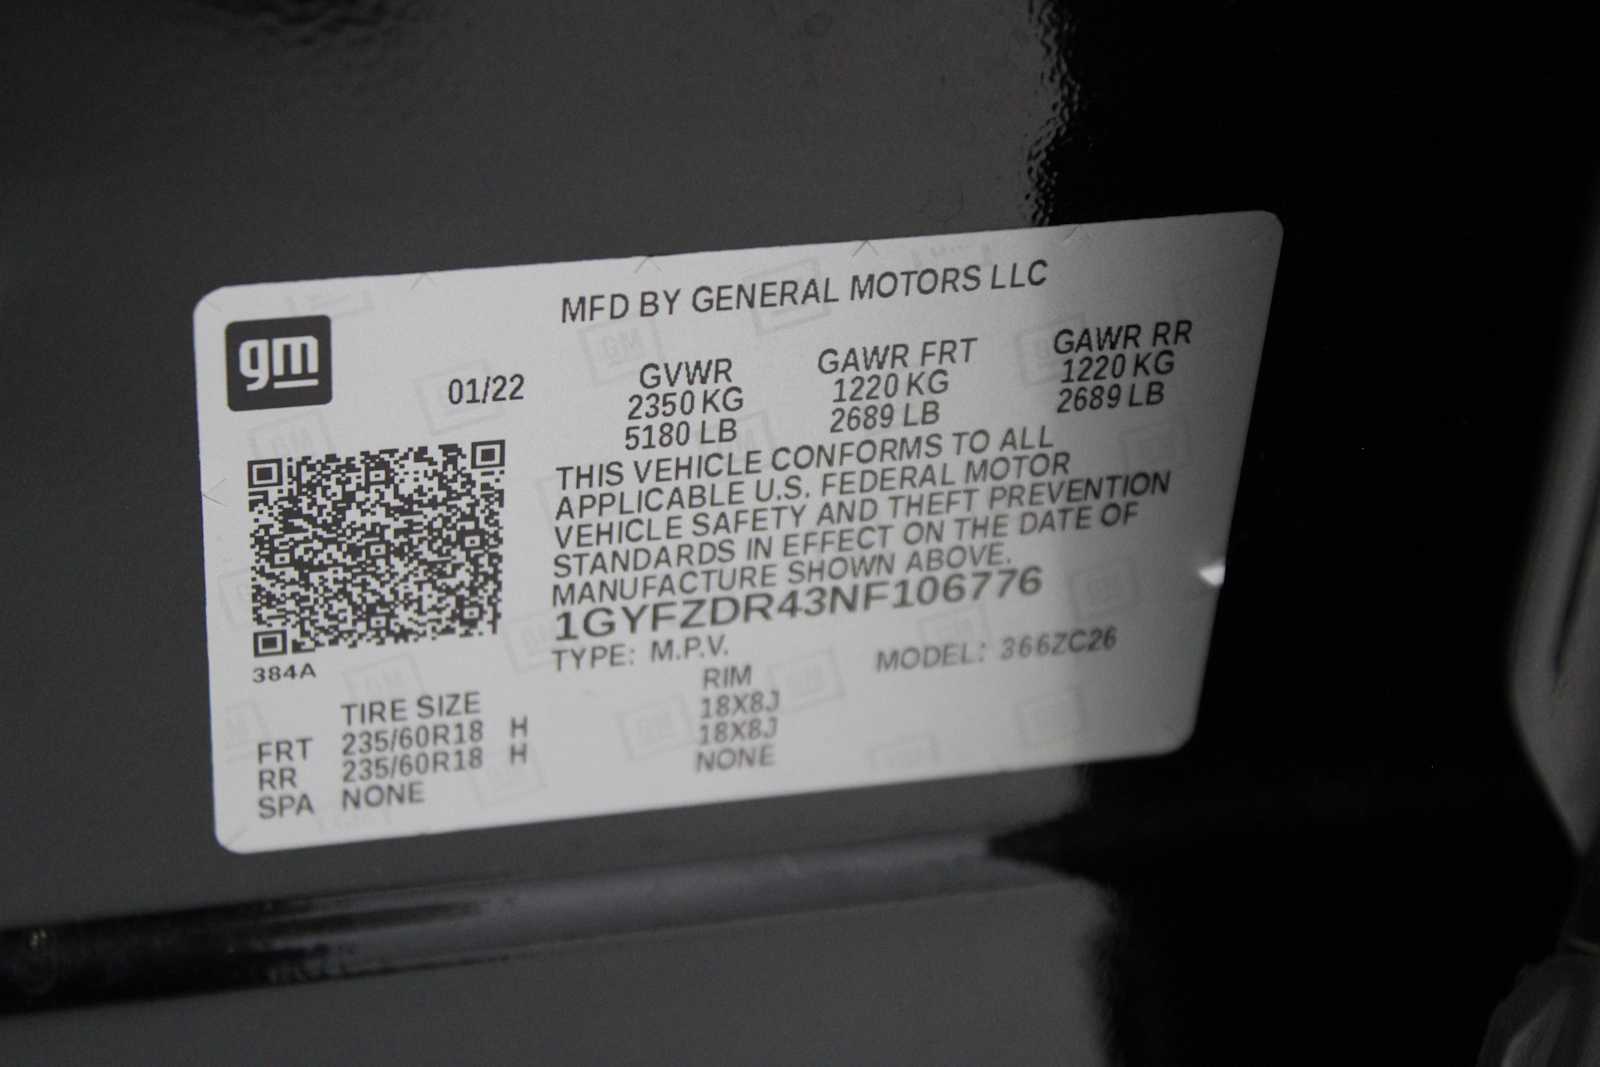 gm
MFD BY GENERAL MOTORS LLC
01/22
GVWR
2350 KG
5180 LB
GAWR FRT
1220 KG
2689 LB
GAWR RR
1220 KG
2689 LB
THIS VEHICLE CONFORMS TO ALL
APPLICABLE U.S. FEDERAL MOTOR
VEHICLE SAFETY AND THEFT PREVENTION
STANDARDS IN EFFECT ON THE DATE OF
MANUFACTURE SHOWN ABOVE.
1GYFZDR43NF106776
TYPE: M.P.V.
MODEL: 366ZC26
384A
TIRE SIZE RIM
FRT 235/60R18 H 18X8J
RR 235/60R18 H 18X8J
SPA NONE NONE